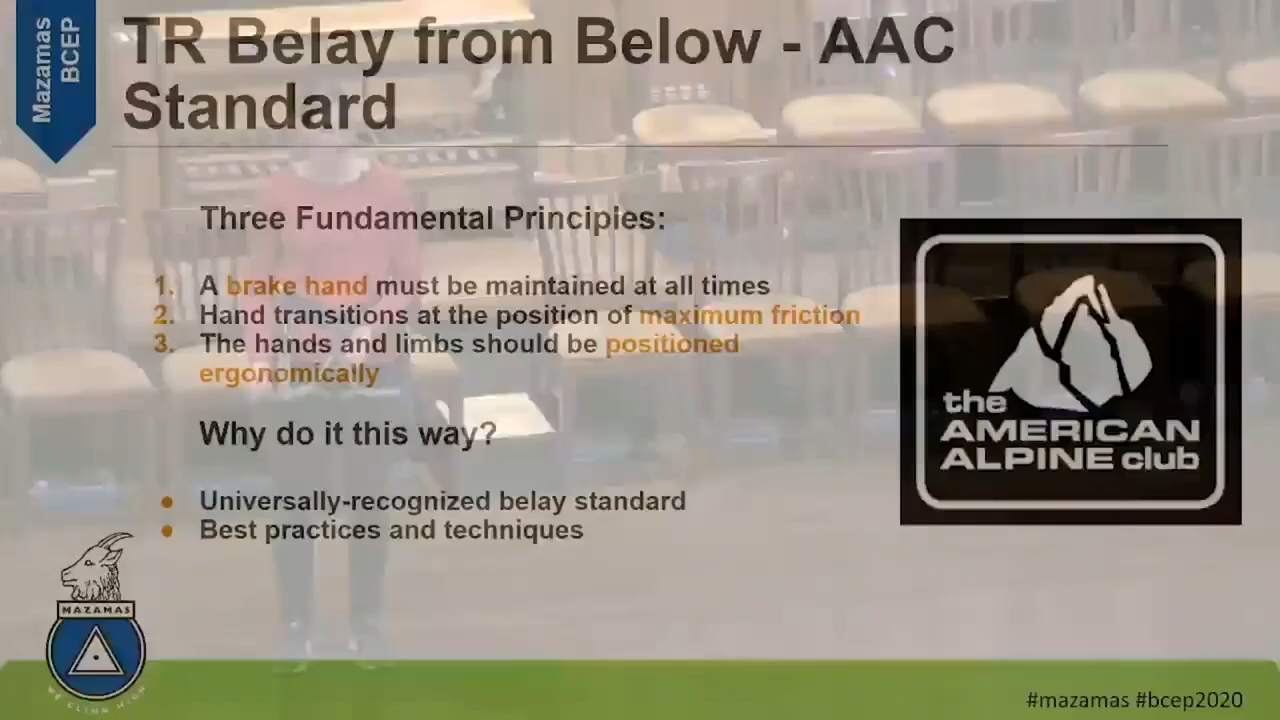 Mazamas
BCEP
TR Belay from Below - AAC
Standard
Three Fundamental Principles:
1. A brake hand must be maintained at all times
2. Hand transitions at the position of maximum friction
3. The hands and limbs should be positioned
ergonomically
Why do it this way?
● Universally-recognized belay standard
● Best practices and techniques
the
AMERICAN
ALPINE club
MAZAMAS
WE CLIMB HIGH
#mazamas #bcep2020